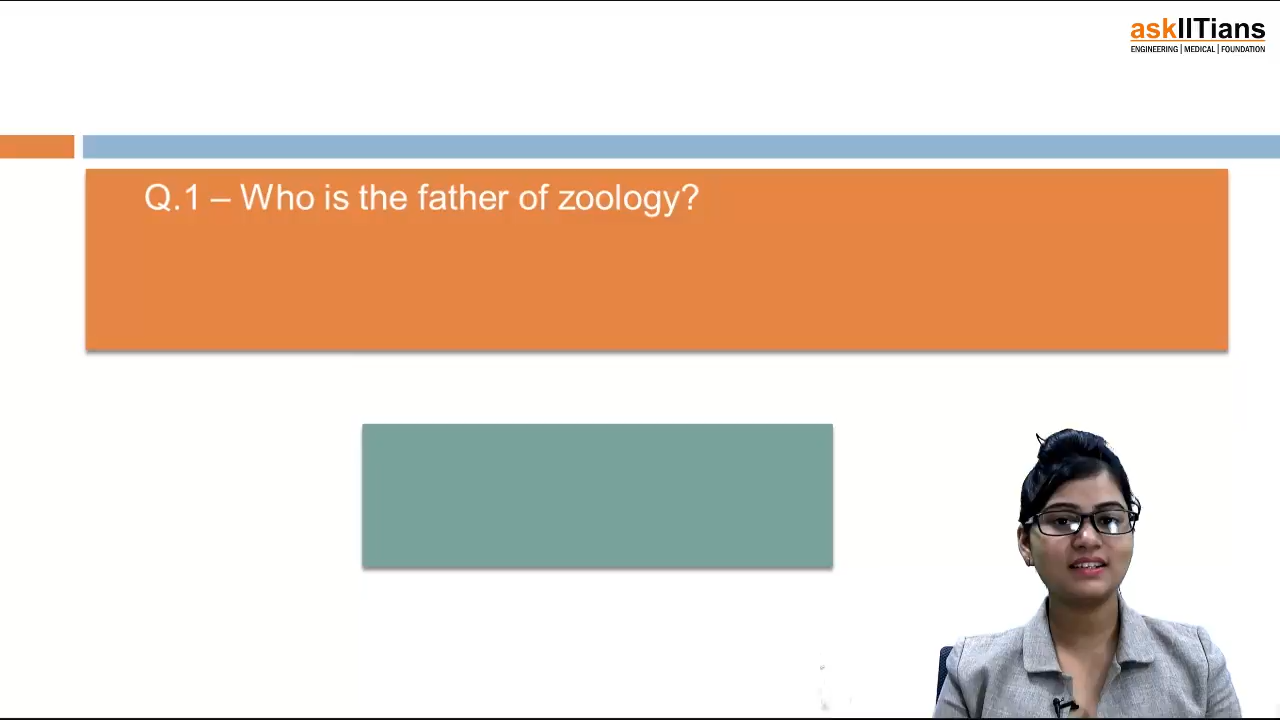 askIITians
ENGINEERING | MEDICAL | FOUNDATION
Q.1 – Who is the father of zoology?